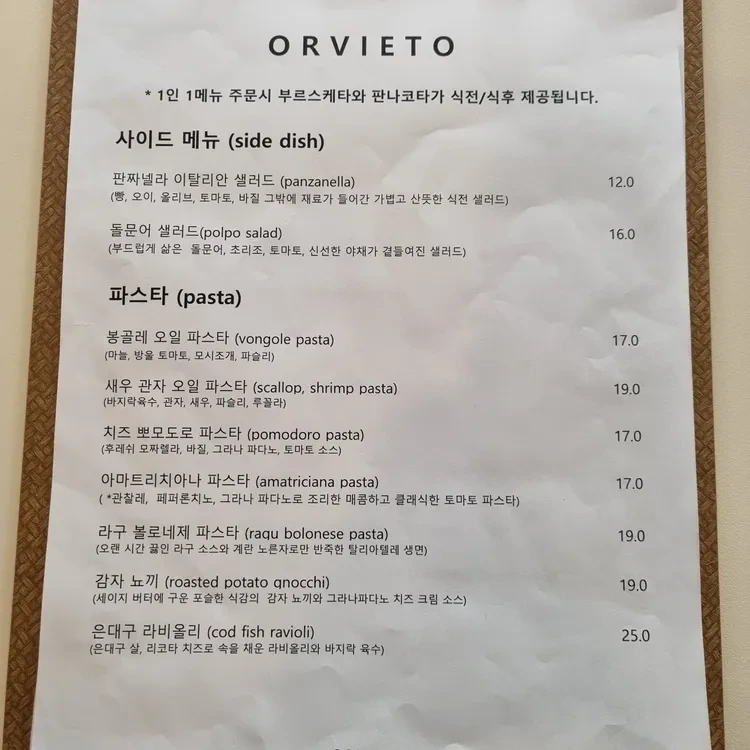 ORVIETO
* 1인 1메뉴 주문시 부르스케타와 판나코타가 식전/식후 제공됩니다.
사이드 메뉴 (side dish)
판짜넬라 이탈리안 샐러드 (panzanella) 12.0
(빵, 오이, 올리브, 토마토, 바질 그밖에 재료가 들어간 가볍고 산뜻한 식전 샐러드)
돌문어 샐러드(polpo salad) 16.0
(부드럽게 삶은 돌문어, 초리조, 토마토, 신선한 야채가 곁들여진 샐러드)
파스타 (pasta)
봉골레 오일 파스타 (vongole pasta) 17.0
(마늘, 방울 토마토, 모시조개, 파슬리)
새우 관자 오일 파스타 (scallop, shrimp pasta) 19.0
(바지락육수, 관자, 새우, 파슬리, 루꼴라)
치즈 뽀모도로 파스타 (pomodoro pasta) 17.0
(후레쉬 모짜렐라, 바질, 그라나 파다노, 토마토 소스)
아마트리치아나 파스타 (amatriciana pasta) 17.0
( *관찰레, 페퍼론치노, 그라나 파다노로 조리한 매콤하고 클래식한 토마토 파스타)
라구 볼로네제 파스타 (ragu bolonese pasta) 19.0
(오랜 시간 끓인 라구 소스와 계란 노른자로만 반죽한 탈리아텔레 생면)
감자 뇨끼 (roasted potato gnocchi) 19.0
(세이지 버터에 구운 포슬한 식감의 감자 뇨끼와 그라나파다노 치즈 크림 소스)
은대구 라비올리 (cod fish ravioli) 25.0
(은대구 살, 리코타 치즈로 속을 채운 라비올리와 바지락 육수)